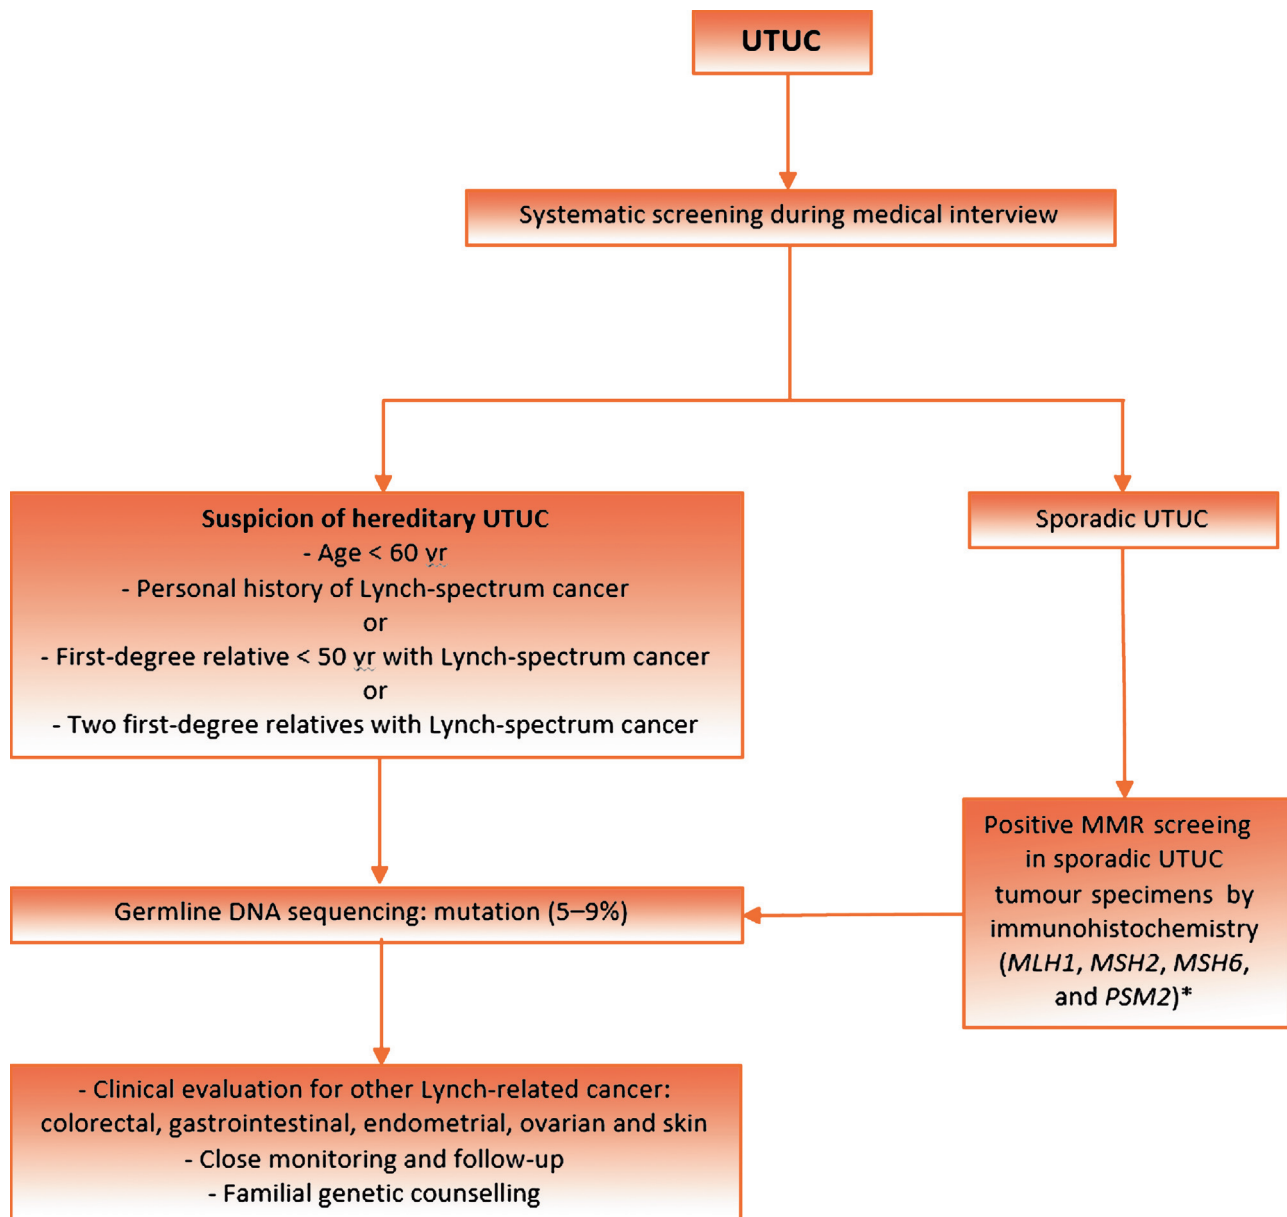 UTUC
Systematic screening during medical interview
Suspicion of hereditary UTUC
- Age < 60 yr
- Personal history of Lynch-spectrum cancer
or
- First-degree relative < 50 yr with Lynch-spectrum cancer
or
- Two first-degree relatives with Lynch-spectrum cancer
Sporadic UTUC
Positive MMR screeing
in sporadic UTUC
tumour specimens by
immunohistochemistry
(MLH1, MSH2, MSH6,
and PSM2)*
Germline DNA sequencing: mutation (5–9%)
- Clinical evaluation for other Lynch-related cancer:
colorectal, gastrointestinal, endometrial, ovarian and skin
- Close monitoring and follow-up
- Familial genetic counselling